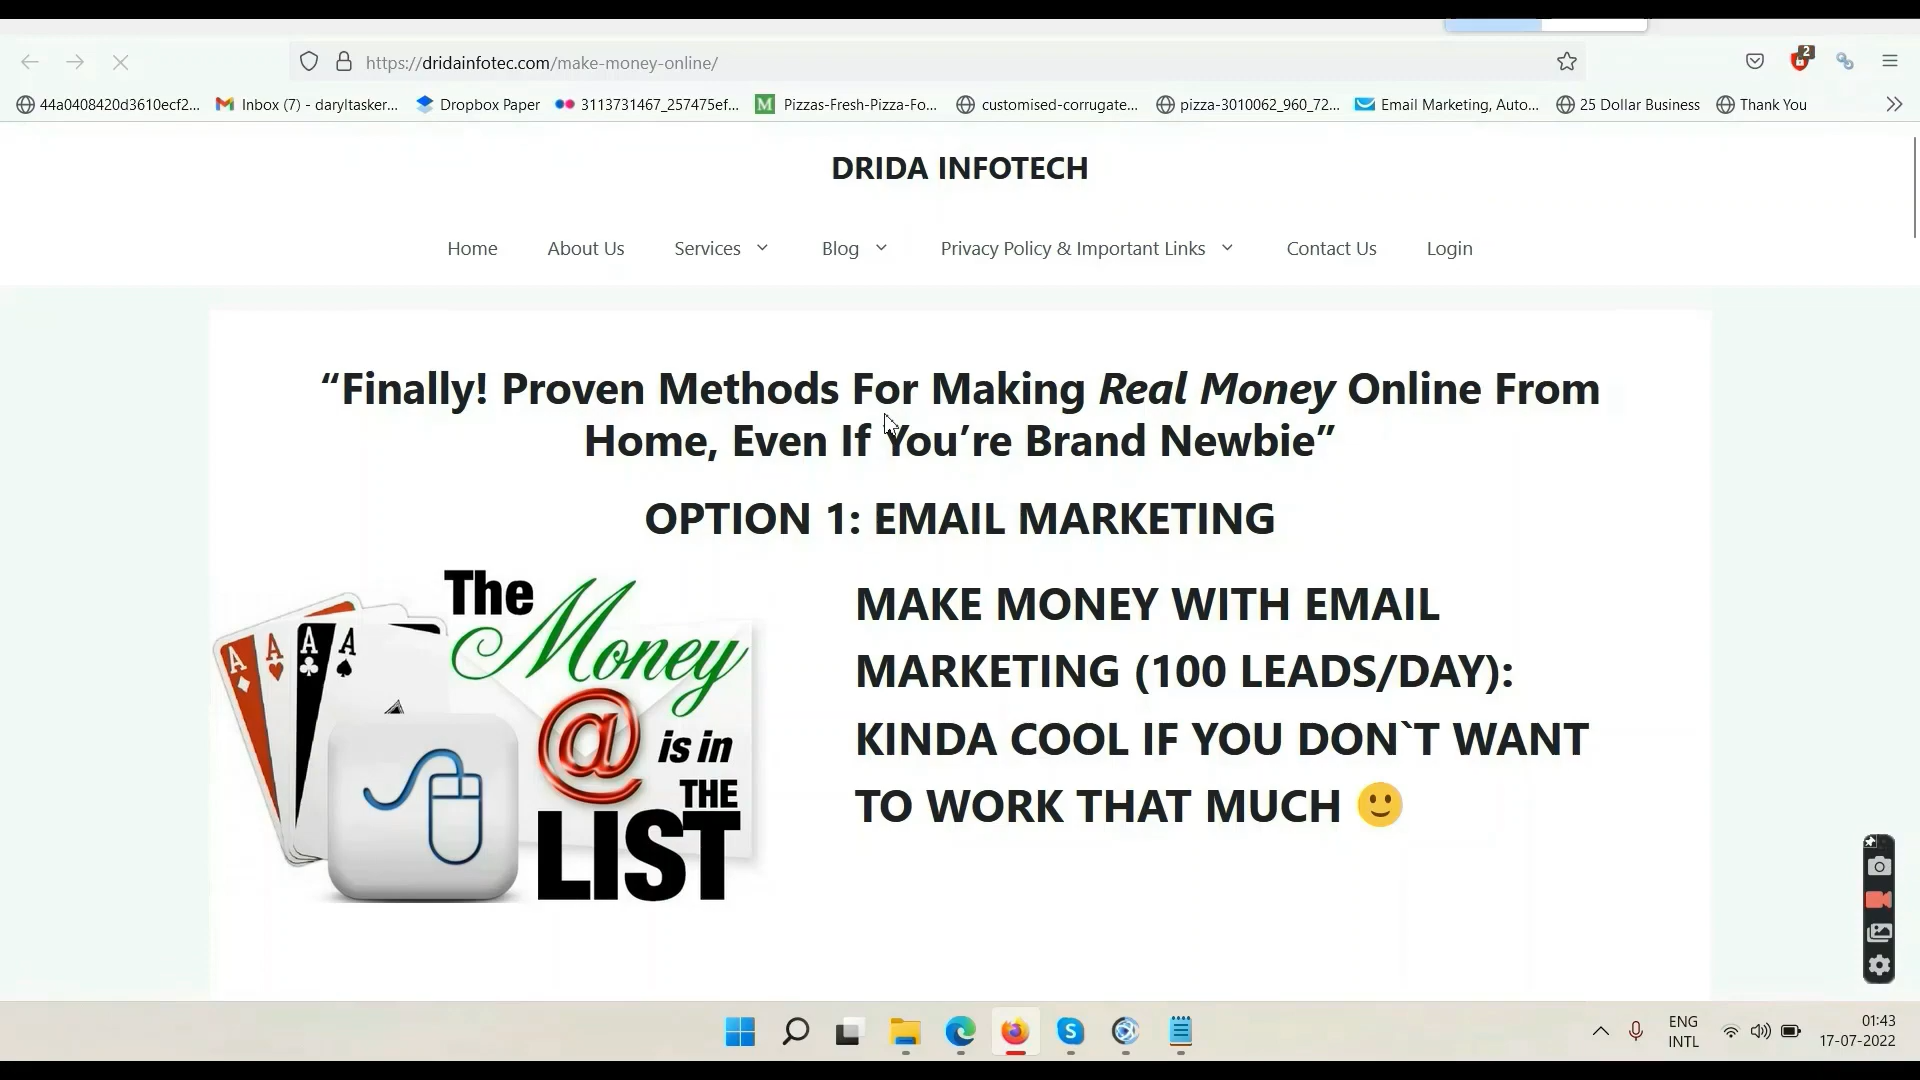 https://dridainfotec.com/make-money-online/
2
44a0408420d3610ecf2...
Inbox (7) - daryltasker...
Dropbox Paper
3113731467_257475ef...
M Pizzas-Fresh-Pizza-Fo...
customised-corrugate...
pizza-3010062_960_72...
Email Marketing, Auto...
25 Dollar Business
Thank You
DRIDA INFOTECH
Home
About Us
Services
Blog
Privacy Policy & Important Links
Contact Us
Login
“Finally! Proven Methods For Making Real Money Online From
Home, Even If You’re Brand Newbie”
OPTION 1: EMAIL MARKETING
The
Money
@ is in
THE
LIST
A A A A
MAKE MONEY WITH EMAIL
MARKETING (100 LEADS/DAY):
KINDA COOL IF YOU DON`T WANT
TO WORK THAT MUCH 🙂
S
ENG
INTL
01:43
17-07-2022